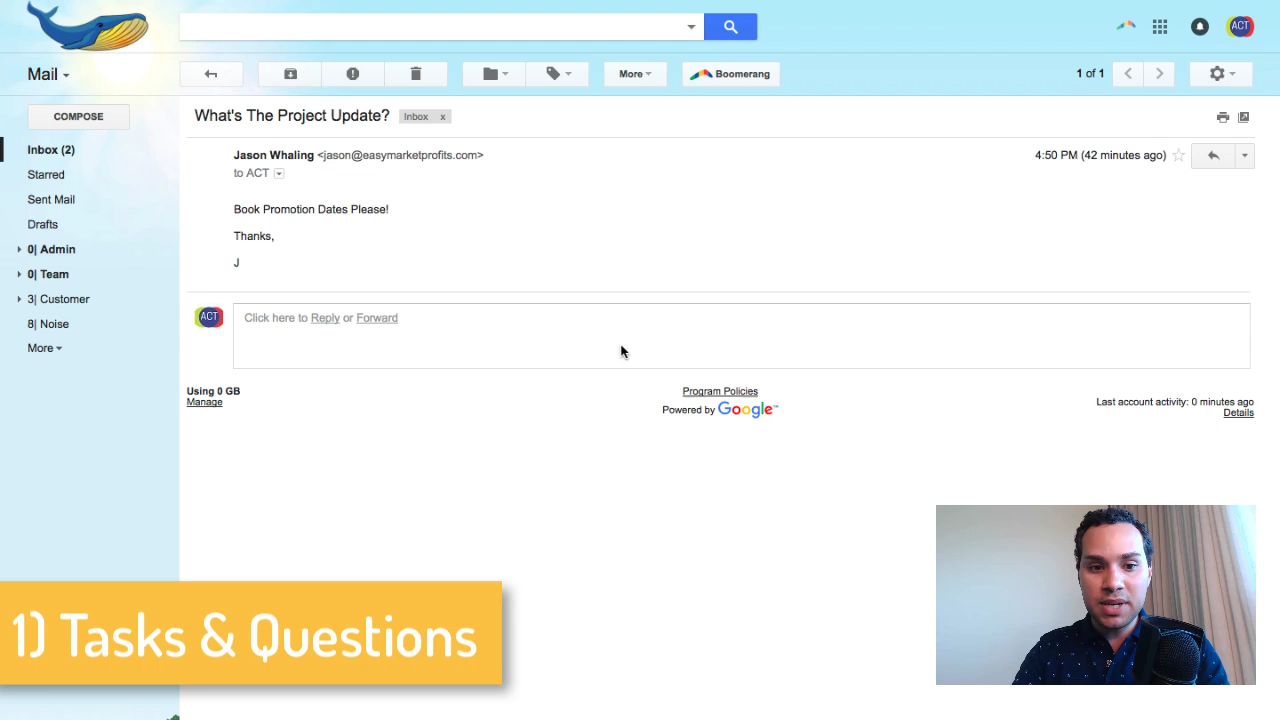 ACT
Mail
More
Boomerang
1 of 1
COMPOSE
What's The Project Update?
Inbox x
Inbox (2)
Jason Whaling <jason@easymarketprofits.com>
4:50 PM (42 minutes ago)
to ACT
Starred
Sent Mail
Book Promotion Dates Please!
Drafts
Thanks,
0| Admin
J
0| Team
3| Customer
ACT
Click here to Reply or Forward
8| Noise
More
Using 0 GB
Manage
Program Policies
Powered by Google™
Last account activity: 0 minutes ago
Details
1) Tasks & Questions